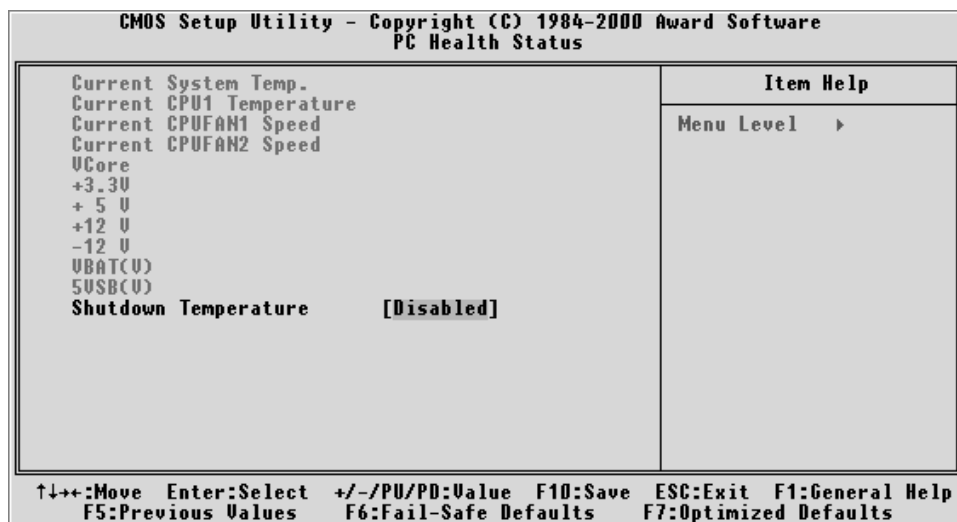 CMOS Setup Utility - Copyright (C) 1984-2000 Award Software
PC Health Status
Current System Temp.
Current CPU1 Temperature
Current CPUFAN1 Speed
Current CPUFAN2 Speed
VCore
+3.3V
+ 5 V
+12 V
-12 V
VBAT(V)
5VSB(V)
Shutdown Temperature [Disabled]
Item Help
Menu Level ▸
↑↓→←:Move Enter:Select +/-/PU/PD:Value F10:Save ESC:Exit F1:General Help
F5:Previous Values F6:Fail-Safe Defaults F7:Optimized Defaults